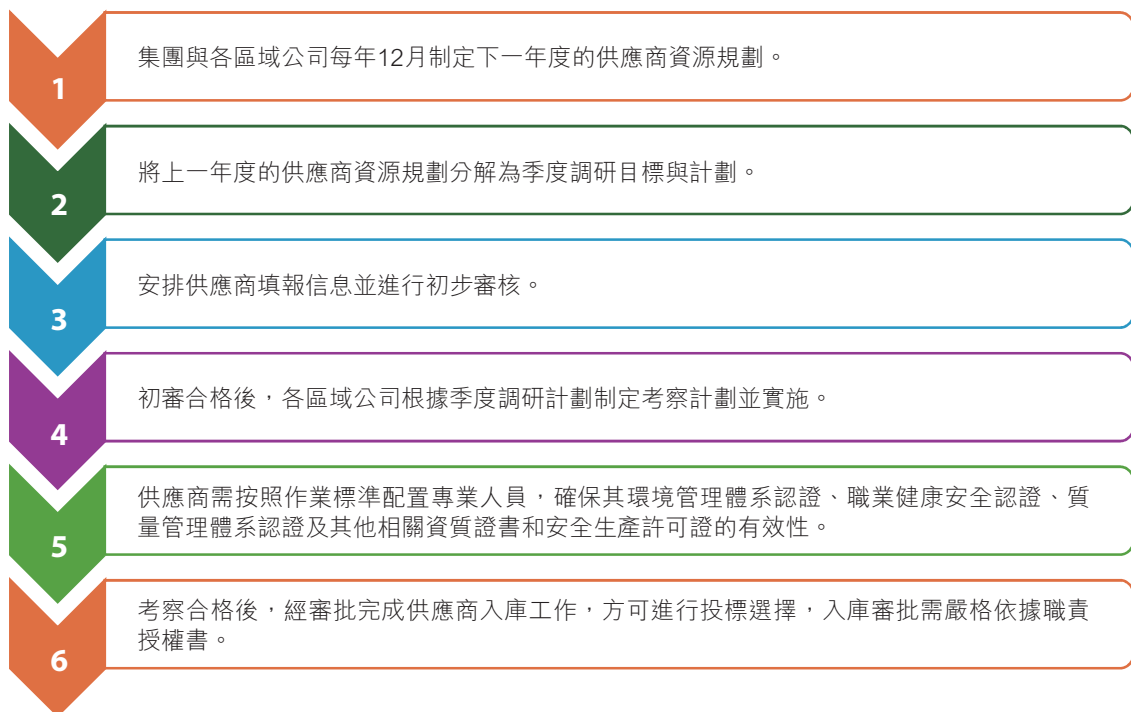 1
集團與各區域公司每年12月制定下一年度的供應商資源規劃。
2
將上一年度的供應商資源規劃分解為季度調研目標與計劃。
3
安排供應商填報信息並進行初步審核。
4
初審合格後，各區域公司根據季度調研計劃制定考察計劃並實施。
5
供應商需按照作業標準配置專業人員，確保其環境管理體系認證、職業健康安全認證、質
量管理體系認證及其他相關資質證書和安全生產許可證的有效性。
6
考察合格後，經審批完成供應商入庫工作，方可進行投標選擇，入庫審批需嚴格依據職責
授權書。